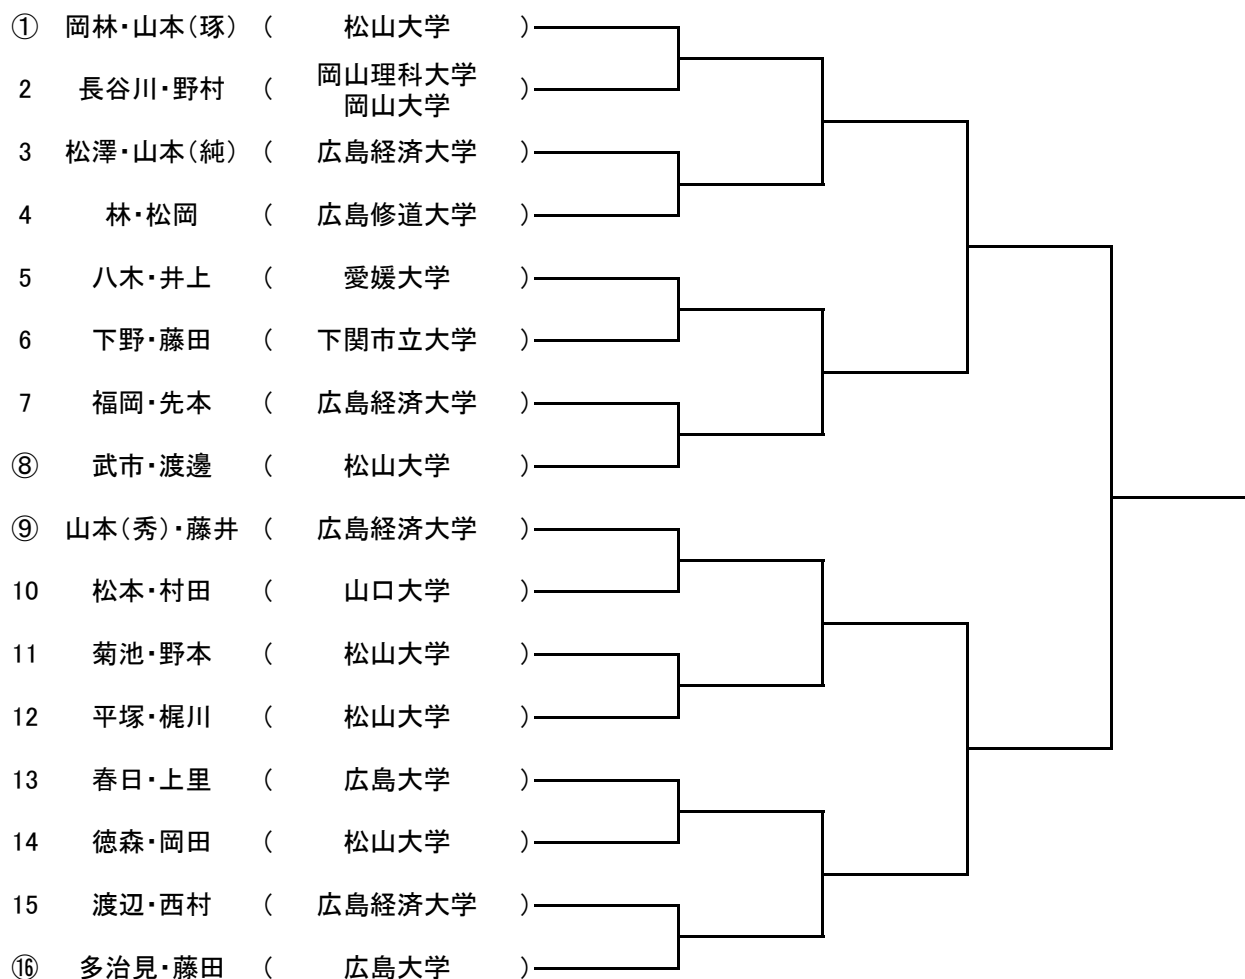 ① 岡林・山本(琢) ( 松山大学 )
2 長谷川・野村 ( 岡山理科大学
岡山大学 )
3 松澤・山本(純) ( 広島経済大学 )
4 林・松岡 ( 広島修道大学 )
5 八木・井上 ( 愛媛大学 )
6 下野・藤田 ( 下関市立大学 )
7 福岡・先本 ( 広島経済大学 )
⑧ 武市・渡邊 ( 松山大学 )
⑨ 山本(秀)・藤井 ( 広島経済大学 )
10 松本・村田 ( 山口大学 )
11 菊池・野本 ( 松山大学 )
12 平塚・梶川 ( 松山大学 )
13 春日・上里 ( 広島大学 )
14 徳森・岡田 ( 松山大学 )
15 渡辺・西村 ( 広島経済大学 )
⑯ 多治見・藤田 ( 広島大学 )